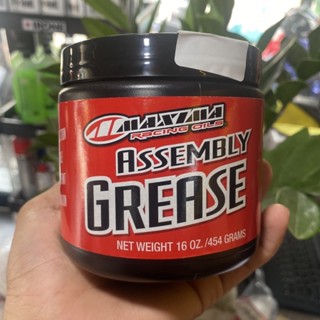 MAXIMA
RACING OILS
ASSEMBLY
GREASE
NET WEIGHT 16 OZ. /454 GRAMS